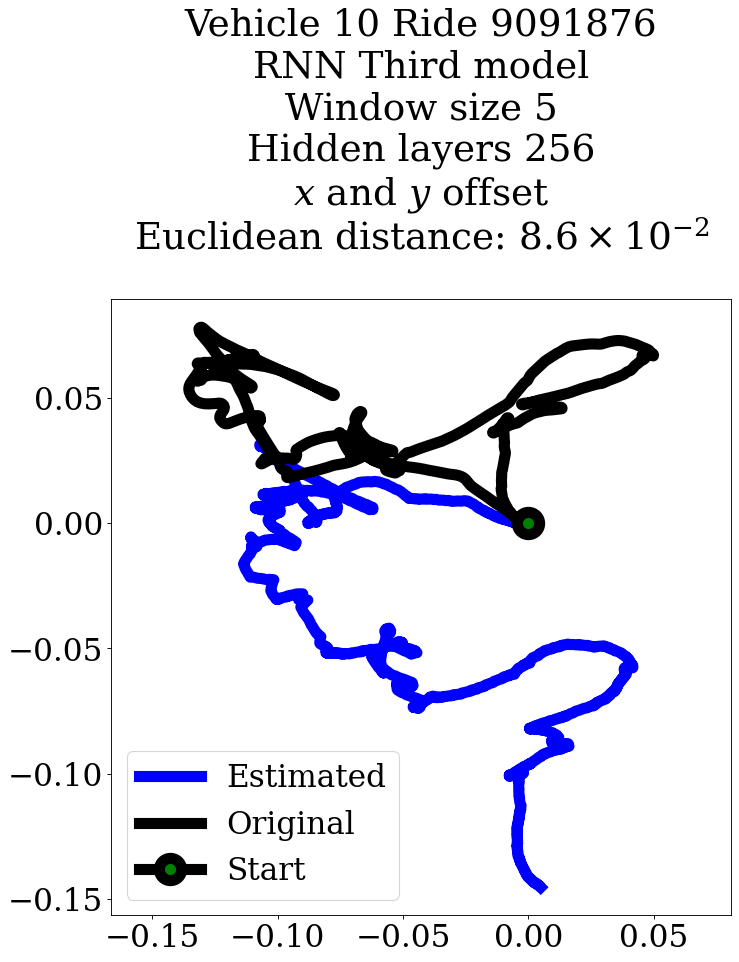 Vehicle 10 Ride 9091876
RNN Third model
Window size 5
Hidden layers 256
x and y offset
Euclidean distance: 8.6 × 10⁻²
0.05
0.00
−0.05
−0.10
−0.15
Estimated
Original
Start
−0.15 −0.10 −0.05 0.00 0.05